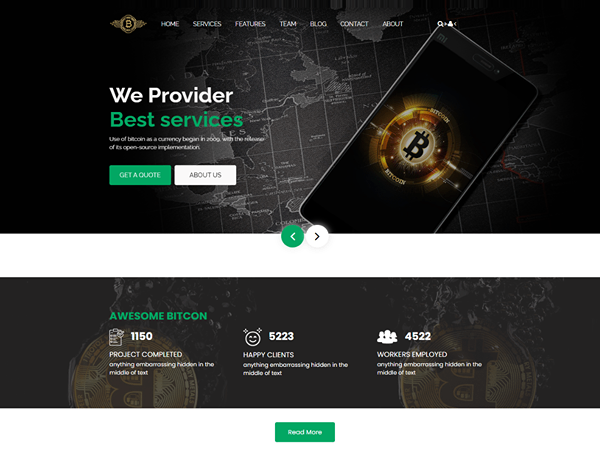 HOME SERVICES FEATURES TEAM BLOG CONTACT ABOUT
We Provider
Best services
Use of bitcoin as a currency began in 2009, with the release
of its open-source implementation.
GET A QUOTE ABOUT US
BITCOIN
BITCOIN
AWESOME BITCON
1150 5223 4522
PROJECT COMPLETED HAPPY CLIENTS WORKERS EMPLOYED
anything embarrassing hidden in the anything embarrassing hidden in the anything embarrassing hidden in the
middle of text middle of text middle of text
Read More